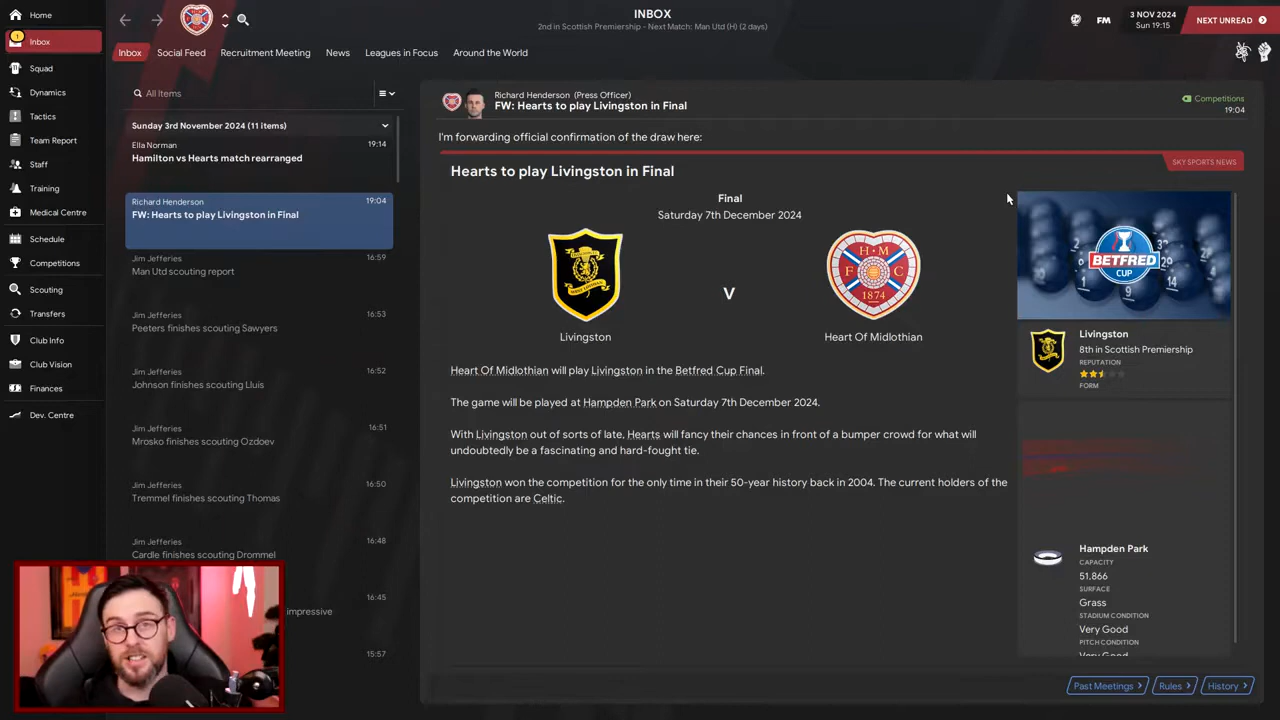 Home
INBOX
2nd in Scottish Premiership - Next Match: Man Utd (H) (2 days)
FM
3 NOV 2024
Sun 19:15
NEXT UNREAD
1
Inbox
Squad
Dynamics
Tactics
Team Report
Staff
Training
Medical Centre
Schedule
Competitions
Scouting
Transfers
Club Info
Club Vision
Finances
Dev. Centre
Inbox
Social Feed
Recruitment Meeting
News
Leagues in Focus
Around the World
All Items
Sunday 3rd November 2024 (11 items)
Ella Norman
19:14
Hamilton vs Hearts match rearranged
Richard Henderson
19:04
FW: Hearts to play Livingston in Final
Jim Jefferies
16:59
Man Utd scouting report
Jim Jefferies
16:53
Peeters finishes scouting Sawyers
Jim Jefferies
16:52
Johnson finishes scouting Lluis
Jim Jefferies
16:51
Mrosko finishes scouting Ozdoev
Jim Jefferies
16:50
Tremmel finishes scouting Thomas
Jim Jefferies
16:48
Cardle finishes scouting Drommel
16:45
impressive
15:57
Richard Henderson (Press Officer)
FW: Hearts to play Livingston in Final
Competitions
19:04
I'm forwarding official confirmation of the draw here:
SKY SPORTS NEWS
Hearts to play Livingston in Final
Final
Saturday 7th December 2024
V
H M
F C
1874
Livingston
Heart Of Midlothian
Heart Of Midlothian will play Livingston in the Betfred Cup Final.
The game will be played at Hampden Park on Saturday 7th December 2024.
With Livingston out of sorts of late, Hearts will fancy their chances in front of a bumper crowd for what will
undoubtedly be a fascinating and hard-fought tie.
Livingston won the competition for the only time in their 50-year history back in 2004. The current holders of the
competition are Celtic.
BETFRED
CUP
Livingston
8th in Scottish Premiership
REPUTATION
FORM
Hampden Park
CAPACITY
51,866
SURFACE
Grass
STADIUM CONDITION
Very Good
PITCH CONDITION
Very Good
Past Meetings
Rules
History